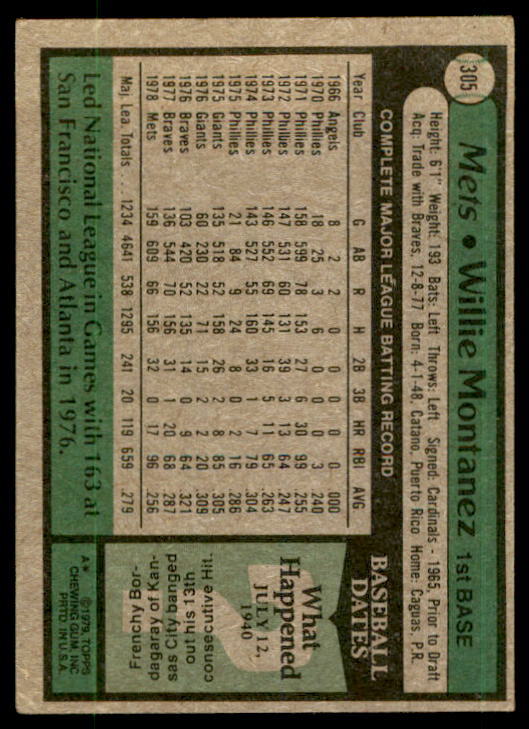 305
Mets • Willie Montanez 1st BASE
Height: 6'1" Weight: 193 Bats: Left Throws: Left Signed: Cardinals - 1965, Prior to Draft
Acq: Trade with Braves, 12-8-77 Born: 4-1-48, Catano, Puerto Rico Home: Caguas, P.R.
COMPLETE MAJOR LEAGUE BATTING RECORD
Year Club G AB R H 2B 3B HR RBI AVG
1966 Angels 8 2 2 0 0 0 0 0 .000
1970 Phillies 18 25 3 6 0 0 0 3 .240
1971 Phillies 158 599 78 153 27 6 30 99 .255
1972 Phillies 147 531 60 131 39 3 13 64 .247
1973 Phillies 146 552 69 145 16 5 11 65 .263
1974 Phillies 143 527 55 160 33 1 7 79 .304
1975 Phillies 21 84 9 24 8 0 2 16 .286
1975 Giants 135 518 52 158 26 2 8 85 .305
1976 Giants 60 230 22 71 15 2 2 20 .309
1976 Braves 103 420 52 135 14 0 9 64 .321
1977 Braves 136 544 70 156 31 1 20 68 .287
1978 Mets 159 609 66 156 32 0 17 96 .256
Maj. Lea. Totals . . . 1234 4641 538 1295 241 20 119 659 .279
Led National League in Games with 163 at
San Francisco and Atlanta in 1976.
BASEBALL
DATES
What
Happened
JULY 12,
1940
Frenchy Bor-
dagaray of Kan-
sas City banged
out his 13th
consecutive Hit.
A* ©1979 TOPPS
CHEWING GUM, INC.
PRTD. IN U.S.A.